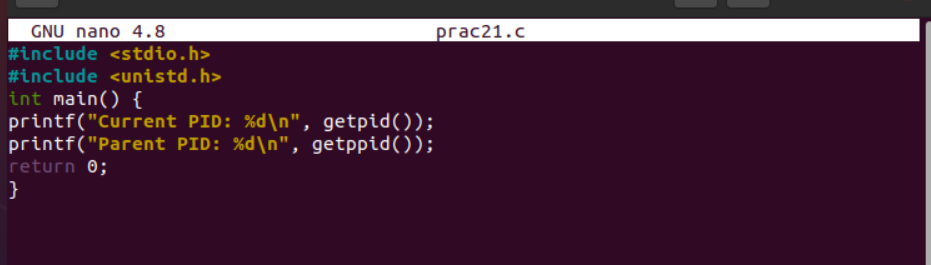 GNU nano 4.8 prac21.c
#include <stdio.h>
#include <unistd.h>
int main() {
printf("Current PID: %d\n", getpid());
printf("Parent PID: %d\n", getppid());
return 0;
}